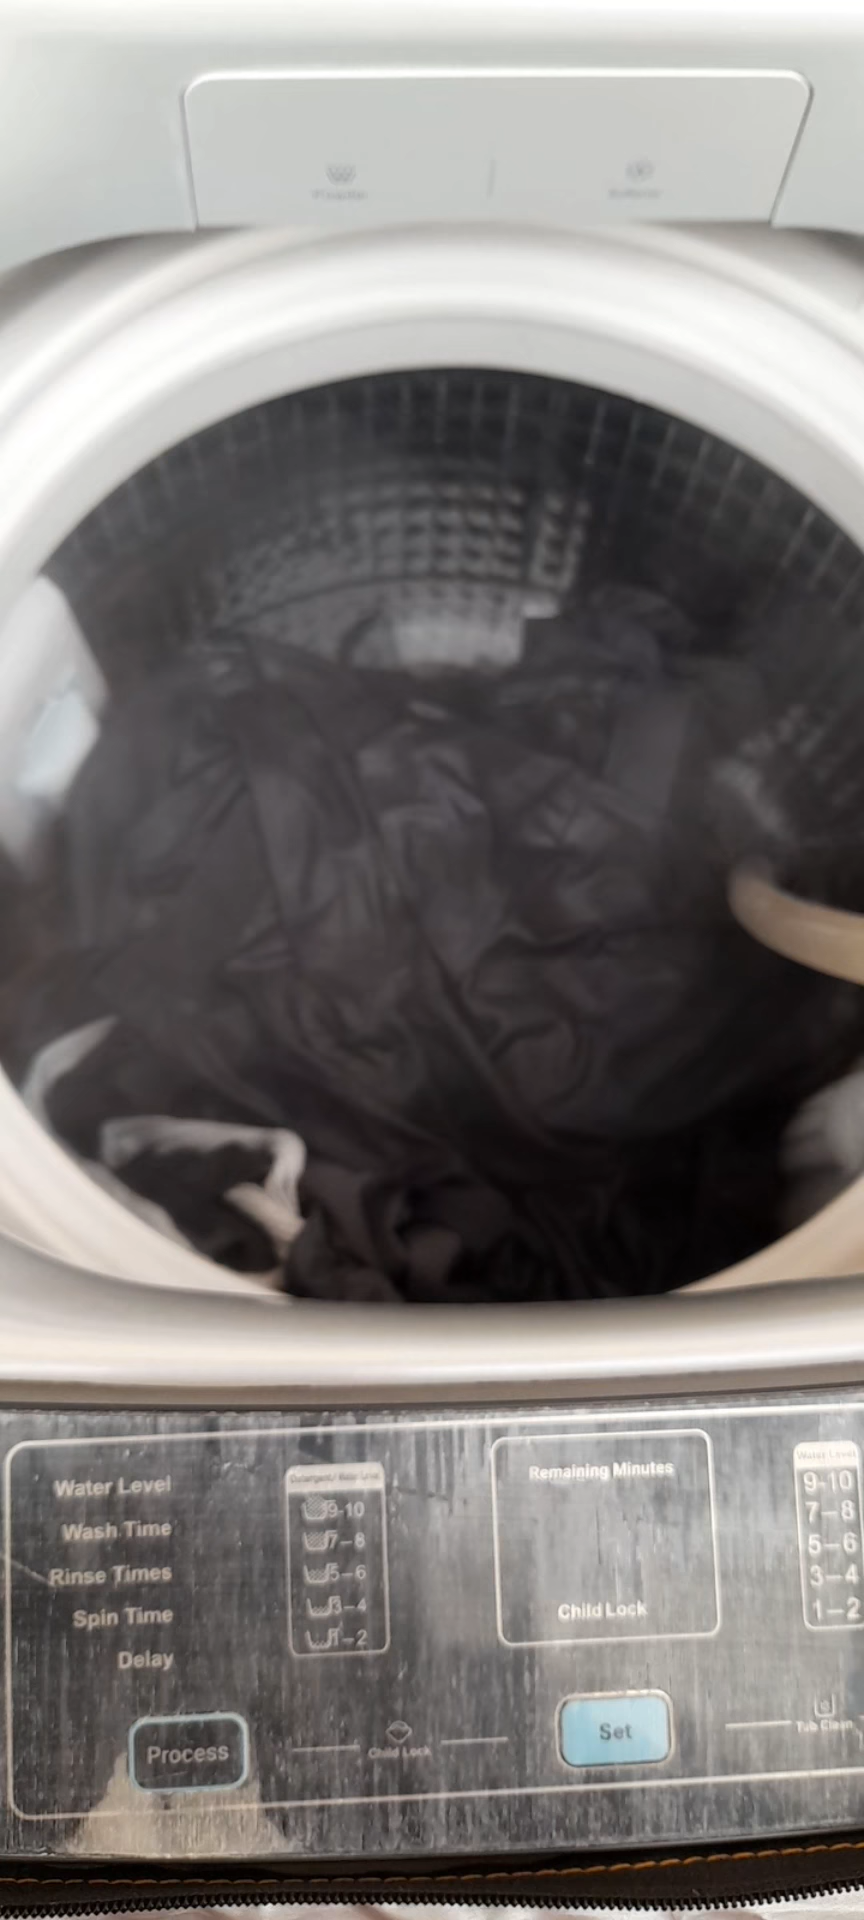 Powder
Water Level
Wash Time
Rinse Times
Spin Time
Delay
9-10
7-8
5-6
3-4
1-2
Remaining Minutes
Child Lock
Water Level
9-10
7-8
5-6
3-4
1-2
Process
Child Lock
Set
Tub Clean